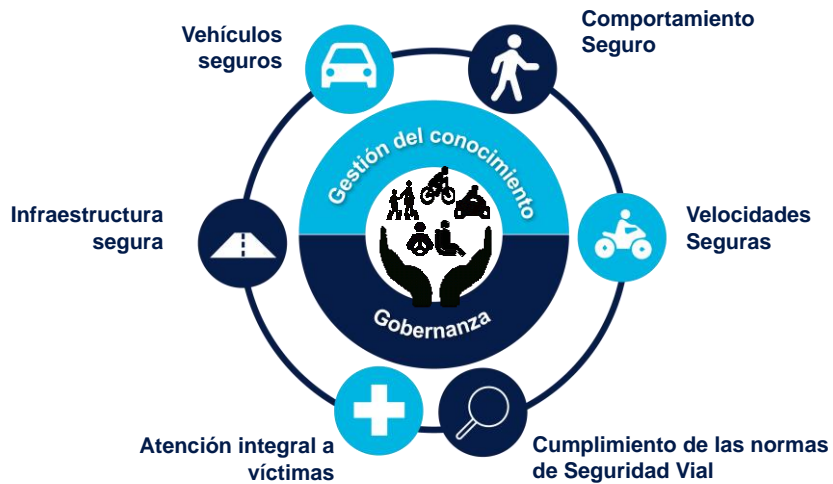 Vehículos
seguros
Comportamiento
Seguro
Gestión del conocimiento
Infraestructura
segura
Velocidades
Seguras
Gobernanza
Atención integral a
víctimas
Cumplimiento de las normas
de Seguridad Vial